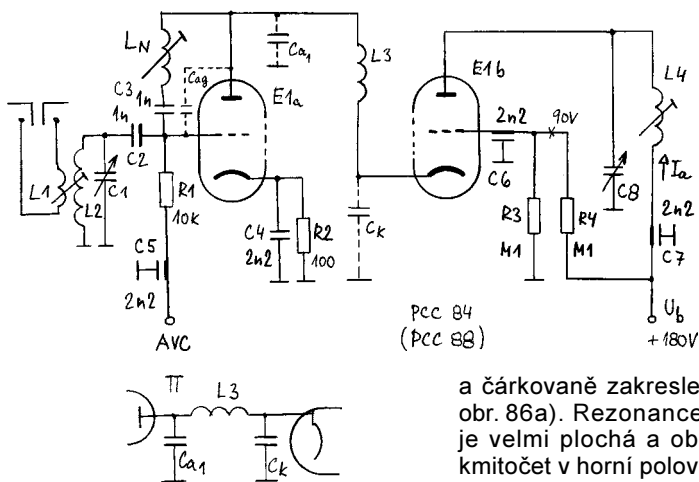 LN
Ca1
Cag
L3
E1b
L4
C3
1n
E1a
1n
2n2
90V
C2
C6
Ia
L1
L2
C1
R1
10k
C8
R3
R4
2n2
C4
2n2
R2
100
Ck
M1
M1
C7
C5
2n2
PCC 84
(PCC 88)
Ub
+180V
AVC
π
L3
Ca1
Ck
a čárkovaně zakresle
obr. 86a). Rezonance
je velmi plochá a ob
kmitočet v horní polov